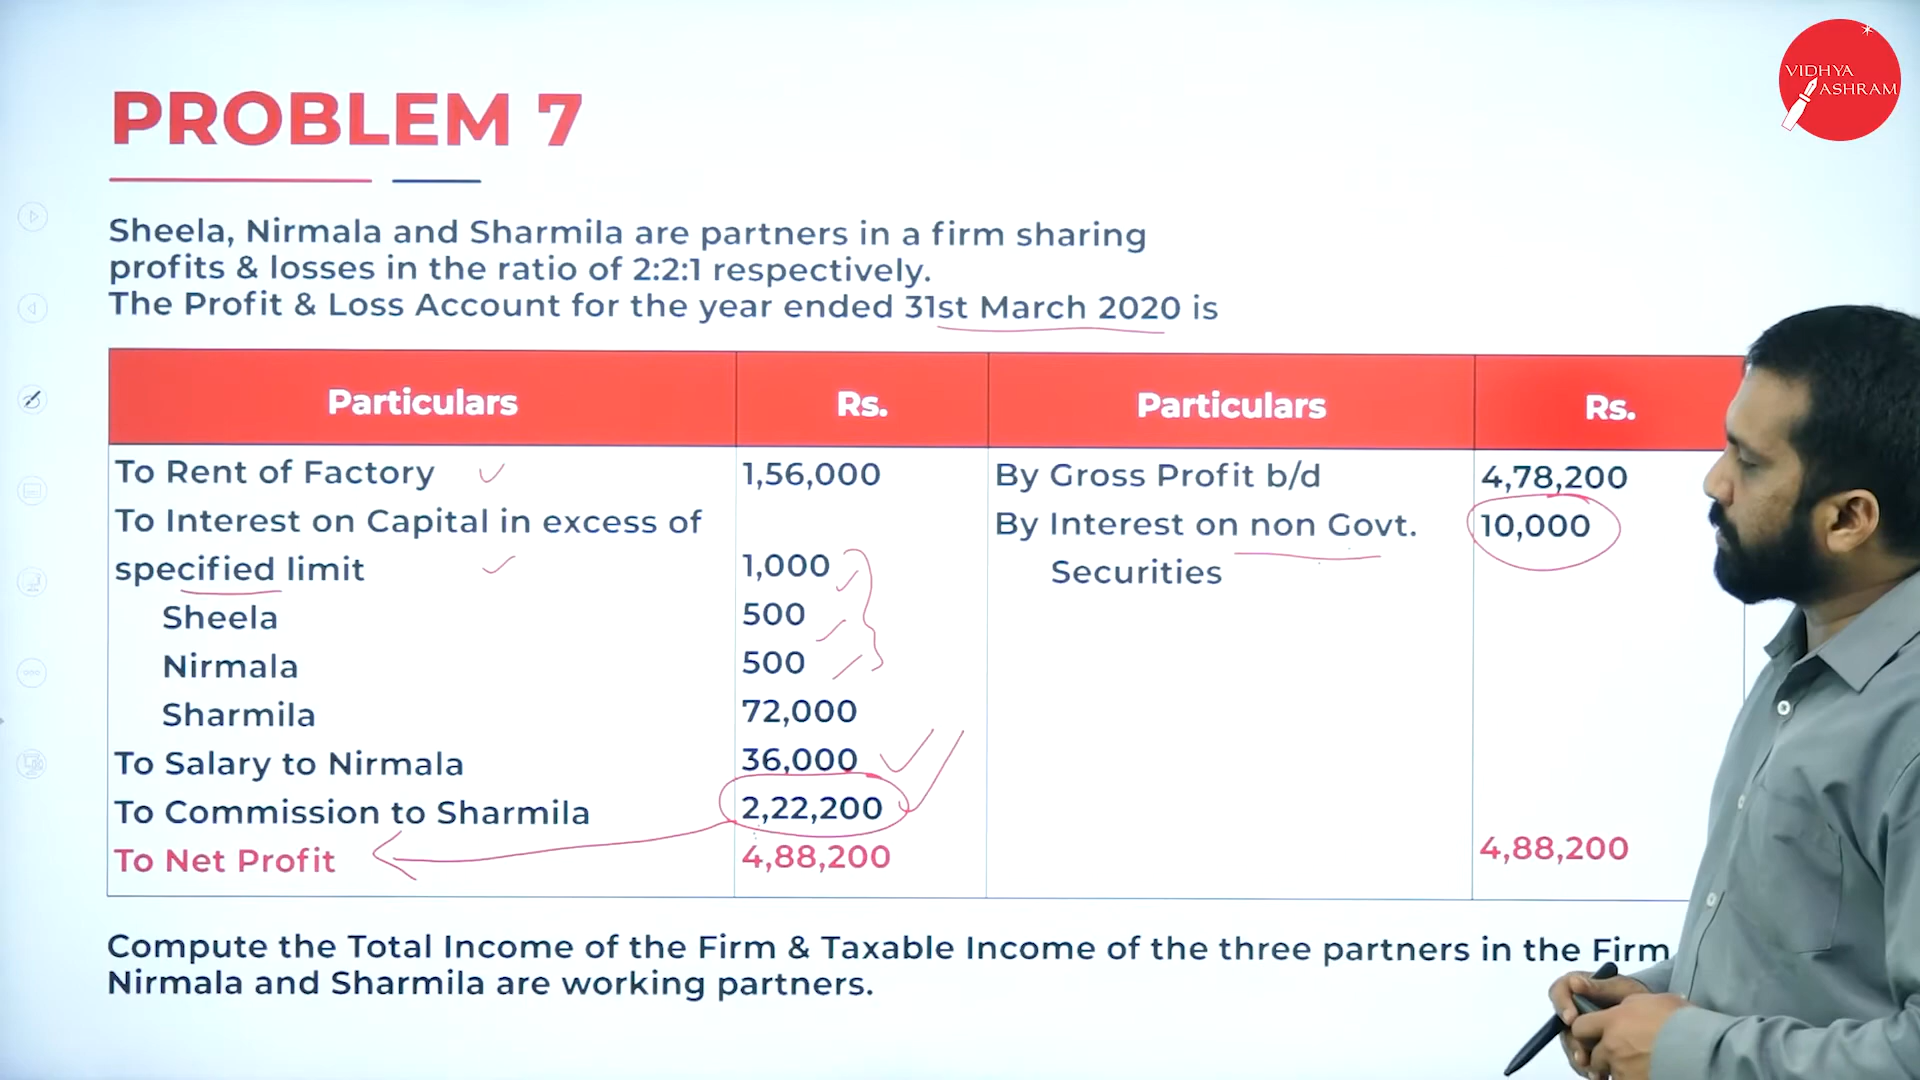 VIDHYA
ASHRAM
PROBLEM 7
Sheela, Nirmala and Sharmila are partners in a firm sharing
profits & losses in the ratio of 2:2:1 respectively.
The Profit & Loss Account for the year ended 31st March 2020 is
Particulars Rs. Particulars Rs.
To Rent of Factory 1,56,000 By Gross Profit b/d 4,78,200
To Interest on Capital in excess of By Interest on non Govt. 10,000
specified limit 1,000 Securities
Sheela 500
Nirmala 500
Sharmila 72,000
To Salary to Nirmala 36,000
To Commission to Sharmila 2,22,200
To Net Profit 4,88,200 4,88,200
Compute the Total Income of the Firm & Taxable Income of the three partners in the Firm
Nirmala and Sharmila are working partners.